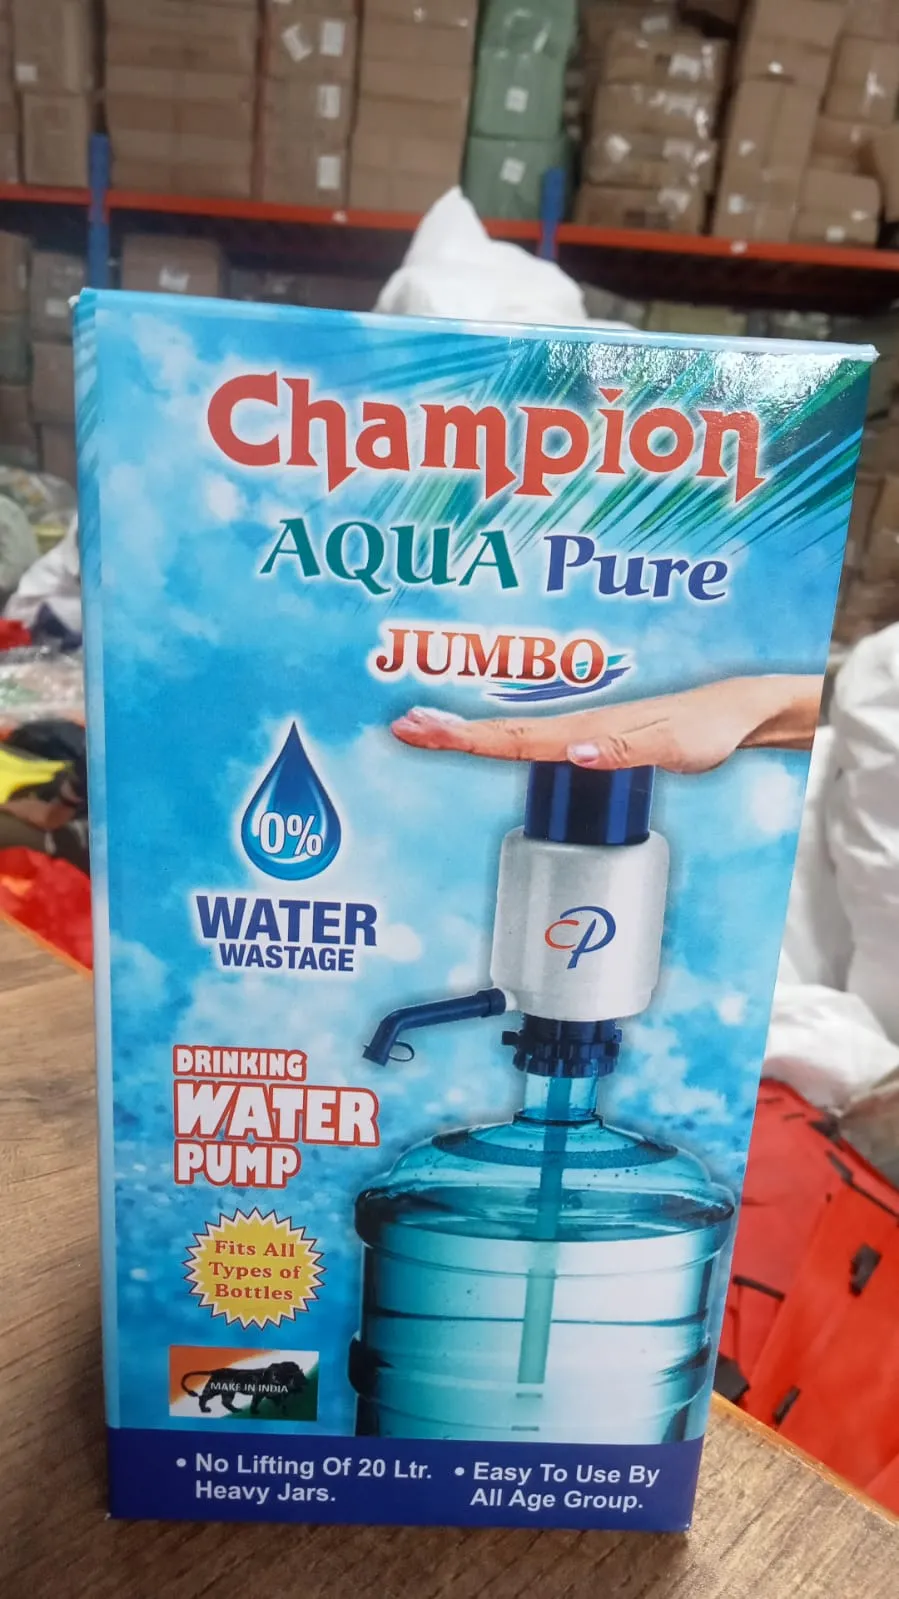 Champion
AQUA Pure
JUMBO
0%
WATER
WASTAGE
CP
DRINKING
WATER
PUMP
Fits All
Types of
Bottles
MAKE IN INDIA
• No Lifting Of 20 Ltr.
Heavy Jars.
• Easy To Use By
All Age Group.